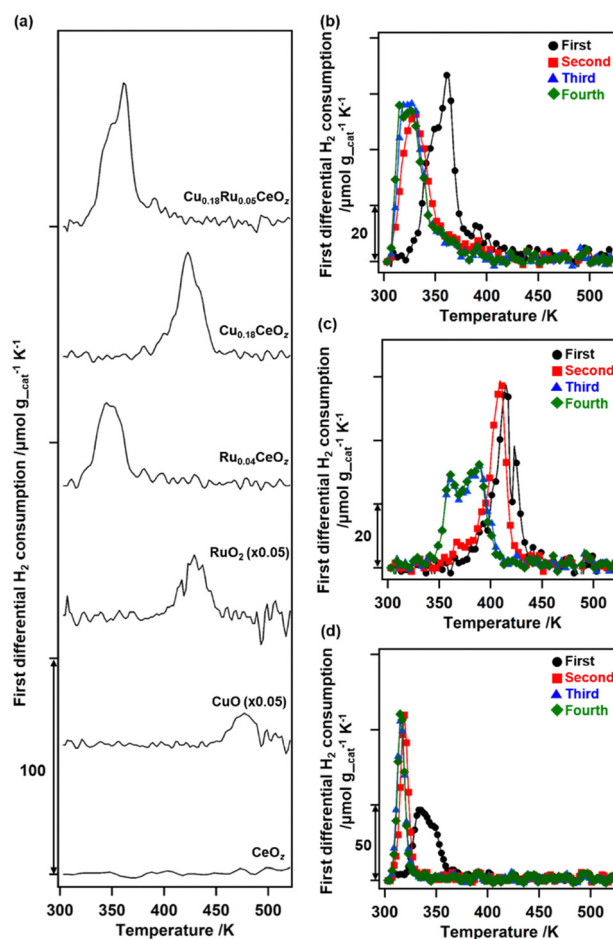 (a)
First differential H2 consumption /μmol g_cat-1 K-1
100
Cu0.18Ru0.05CeOz
Cu0.18CeOz
Ru0.04CeOz
RuO2 (x0.05)
CuO (x0.05)
CeOz
300 350 400 450 500
Temperature /K
(b)
First differential H2 consumption
/μmol g_cat-1 K-1
20
First
Second
Third
Fourth
300 350 400 450 500
Temperature /K
(c)
First differential H2 consumption
/μmol g_cat-1 K-1
20
First
Second
Third
Fourth
300 350 400 450 500
Temperature /K
(d)
First differential H2 consumption
/μmol g_cat-1 K-1
50
First
Second
Third
Fourth
300 350 400 450 500
Temperature /K